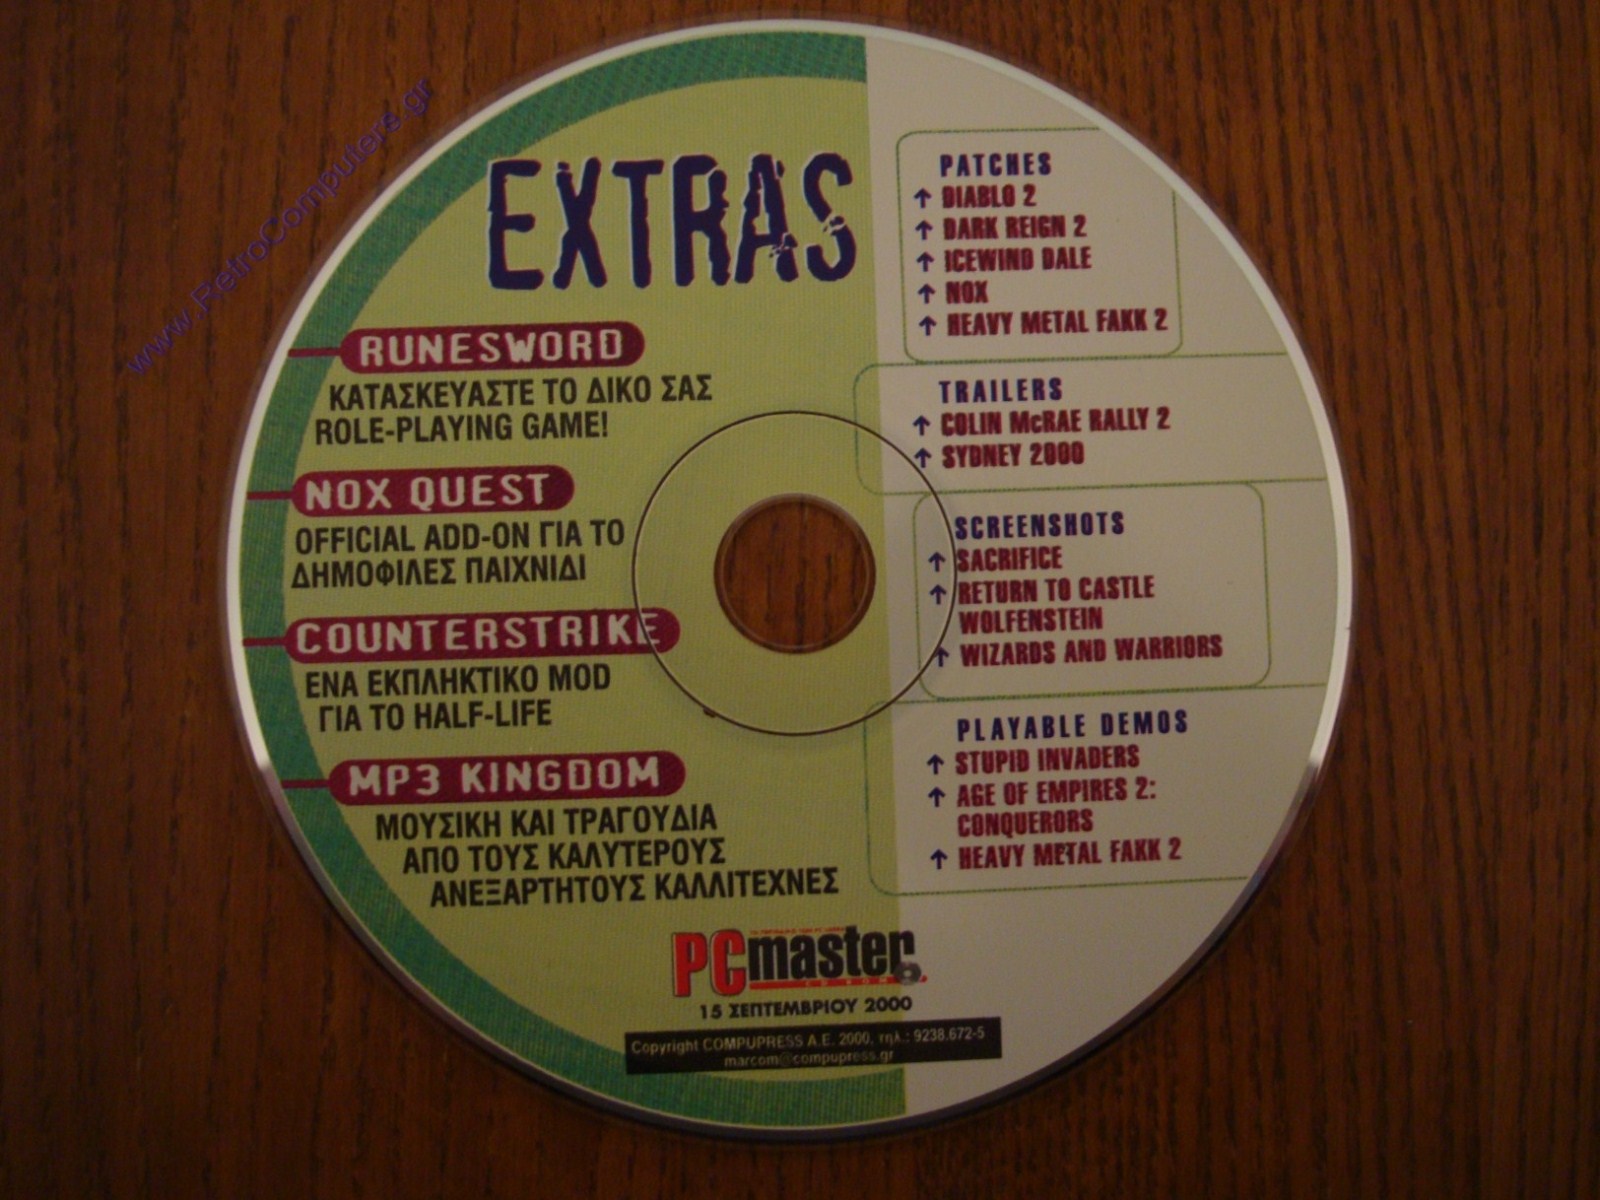 www.RetroComputers.gr
EXTRAS
RUNESWORD
ΚΑΤΑΣΚΕΥΑΣΤΕ ΤΟ ΔΙΚΟ ΣΑΣ
ROLE-PLAYING GAME!
NOX QUEST
OFFICIAL ADD-ON ΓΙΑ ΤΟ
ΔΗΜΟΦΙΛΕΣ ΠΑΙΧΝΙΔΙ
COUNTERSTRIKE
ΕΝΑ ΕΚΠΛΗΚΤΙΚΟ MOD
ΓΙΑ ΤΟ HALF-LIFE
MP3 KINGDOM
ΜΟΥΣΙΚΗ ΚΑΙ ΤΡΑΓΟΥΔΙΑ
ΑΠΟ ΤΟΥΣ ΚΑΛΥΤΕΡΟΥΣ
ΑΝΕΞΑΡΤΗΤΟΥΣ ΚΑΛΛΙΤΕΧΝΕΣ
PATCHES
↑ DIABLO 2
↑ DARK REIGN 2
↑ ICEWIND DALE
↑ NOX
↑ HEAVY METAL FAKK 2
TRAILERS
↑ COLIN McRAE RALLY 2
↑ SYDNEY 2000
SCREENSHOTS
↑ SACRIFICE
↑ RETURN TO CASTLE
WOLFENSTEIN
↑ WIZARDS AND WARRIORS
PLAYABLE DEMOS
↑ STUPID INVADERS
↑ AGE OF EMPIRES 2:
CONQUERORS
↑ HEAVY METAL FAKK 2
PCmaster
CD ROM
15 ΣΕΠΤΕΜΒΡΙΟΥ 2000
Copyright COMPUPRESS A.E. 2000, τηλ.: 9238.672-5
marcom@compupress.gr